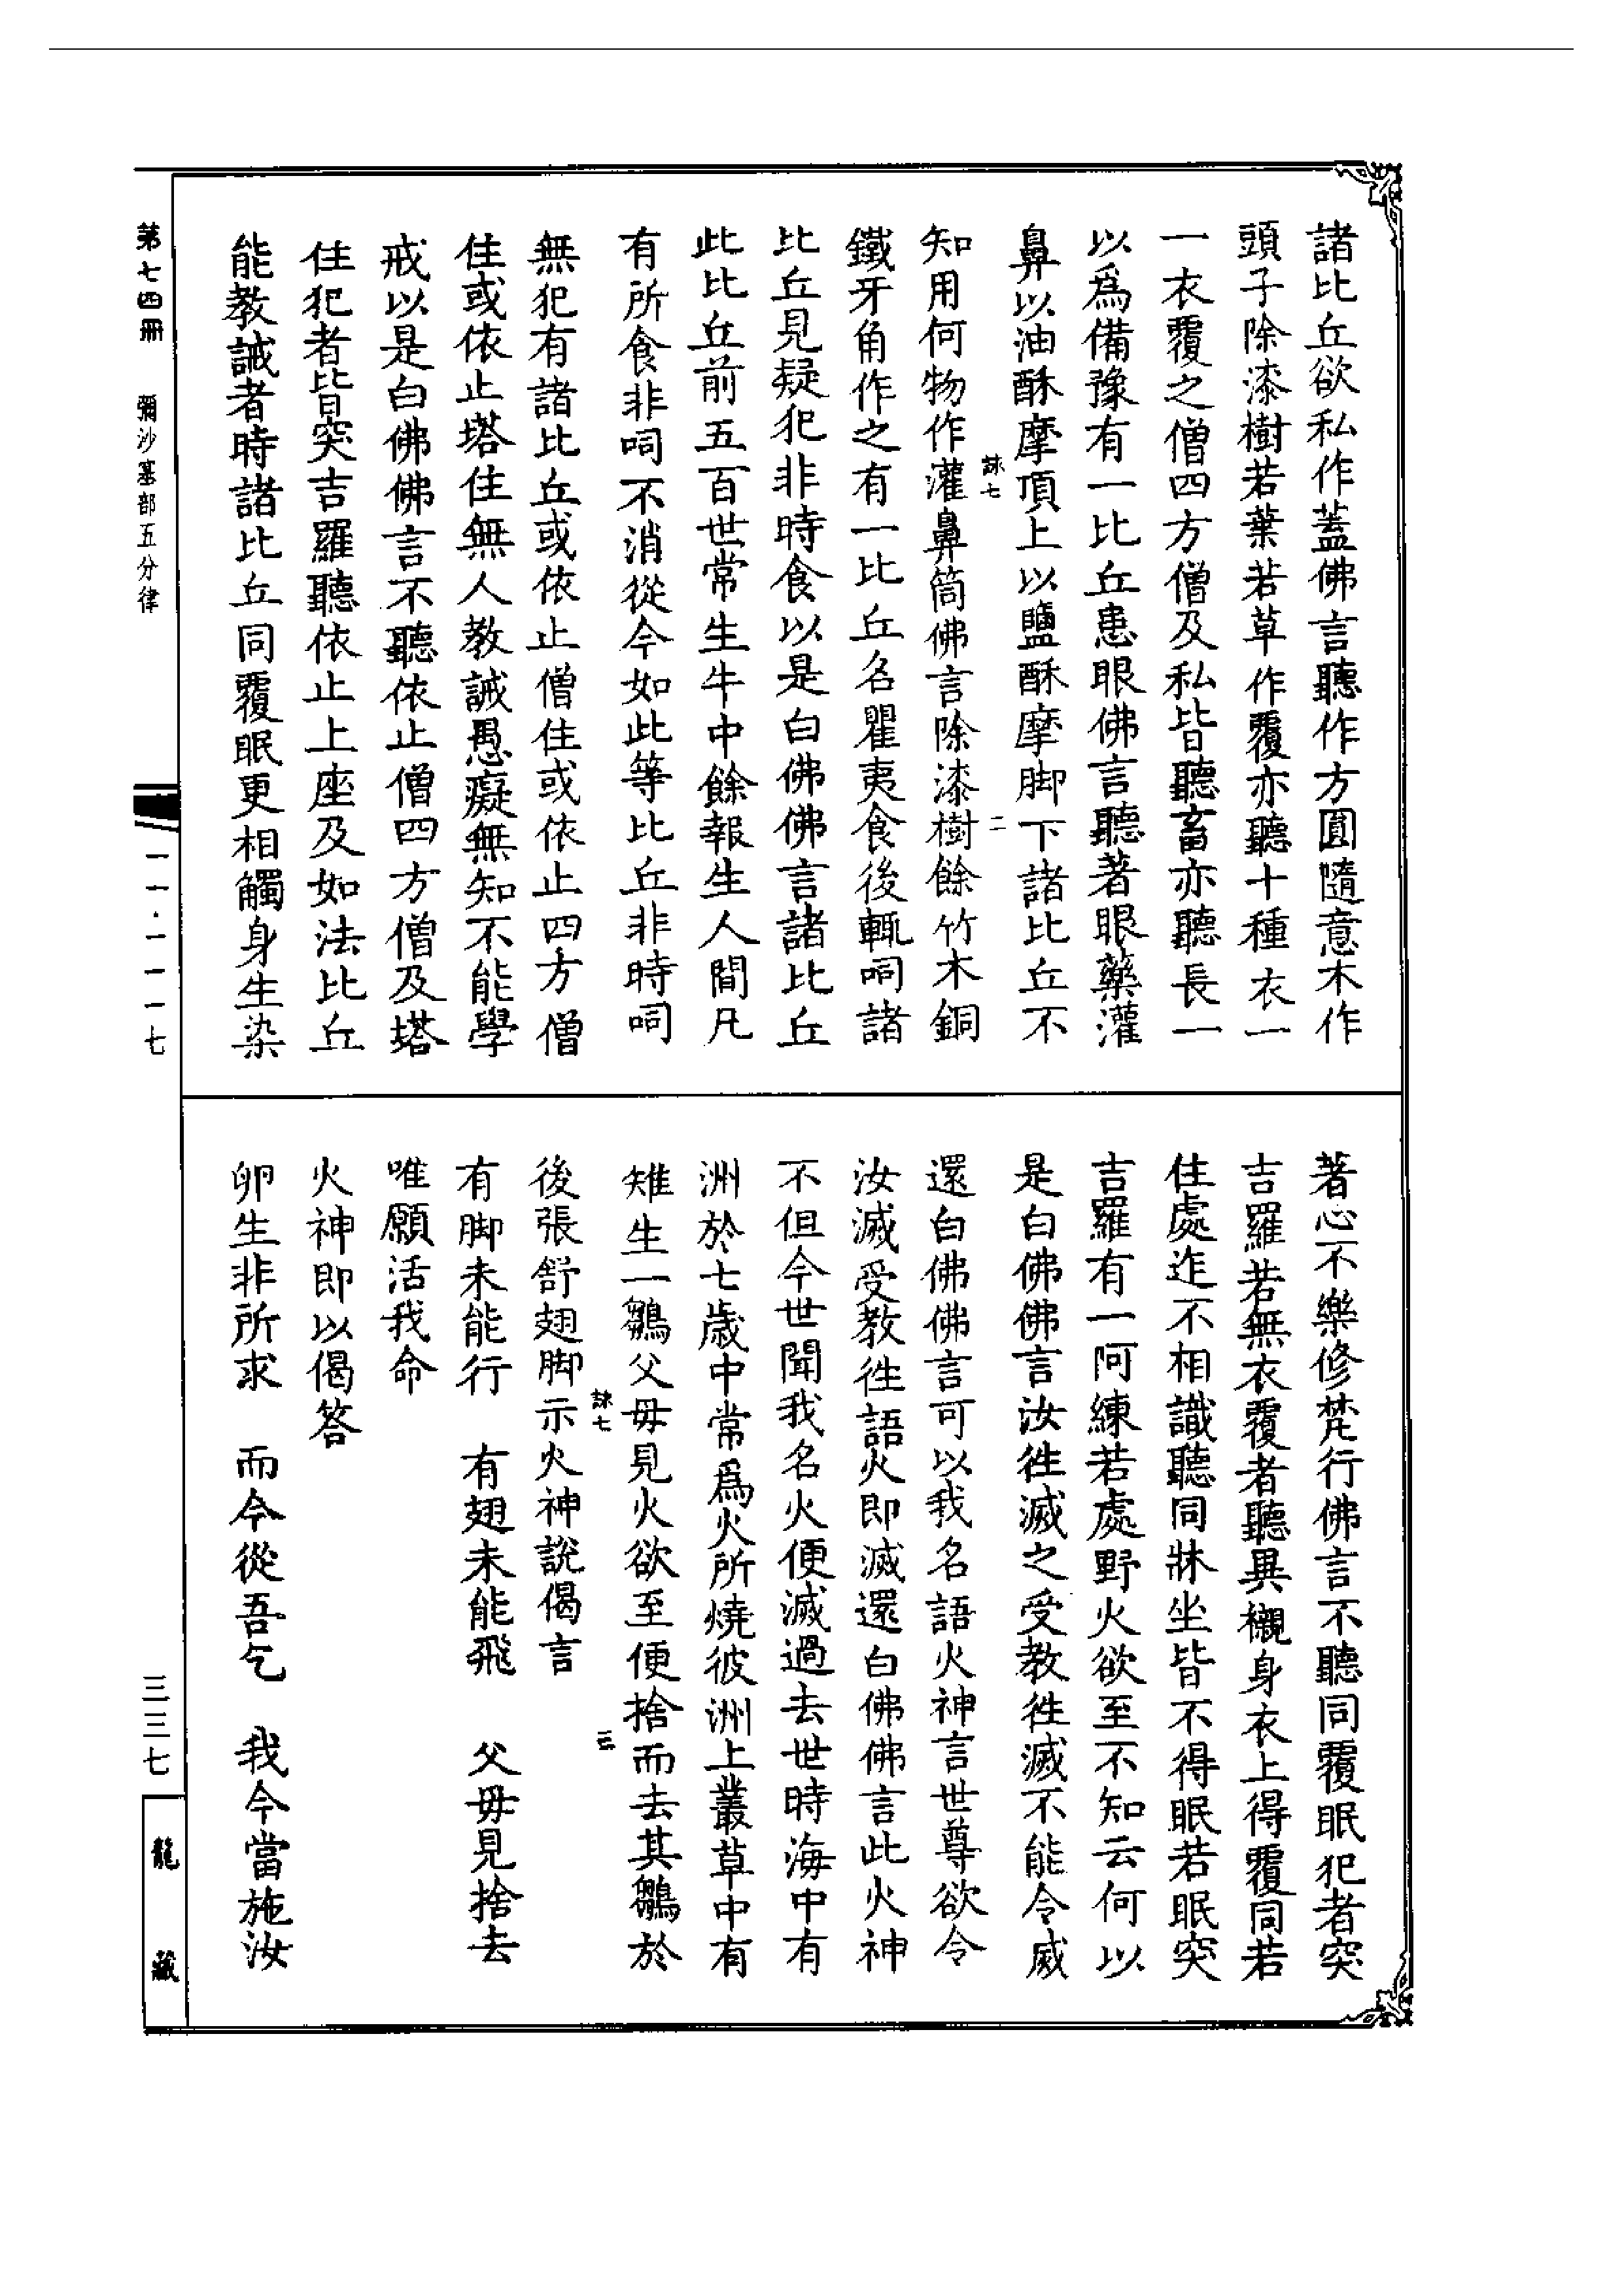 諸比丘欲私作蓋佛言聽作方圓隨意木作
頭子除漆樹若葉若草作覆亦聽十種衣一
一衣覆之僧四方僧及私皆聽畜亦聽長一
以爲備豫有一比丘患眼佛言聽著眼藥灌
鼻以油酥摩頂上以鹽酥摩脚下諸比丘不
詠七
二
知用何物作灌鼻筒佛言除漆樹餘竹木銅
鐵牙角作之有一比丘名瞿夷食後輒呞諸
比丘見疑犯非時食以是白佛佛言諸比丘
此比丘前五百世常生牛中餘報生人間凡
有所食非呞不消從今如此等比丘非時呞
無犯有諸比丘或依止僧住或依止四方僧
住或依止塔住無人教誡愚癡無知不能學
戒以是白佛佛言不聽依止僧四方僧及塔
住犯者皆突吉羅聽依止上座及如法比丘
能教誡者時諸比丘同覆眠更相觸身生染
著心不樂修梵行佛言不聽同覆眠犯者突
吉羅若無衣覆者聽異襯身衣上得覆同若
住處迮不相識聽同牀坐皆不得眠若眠突
吉羅有一阿練若處野火欲至不知云何以
是白佛佛言汝徃滅之受教徃滅不能令滅
還白佛佛言可以我名語火神言世尊欲令
汝滅受教徃語火即滅還白佛佛言此火神
不但今世聞我名火便滅過去世時海中有
洲於七歲中常爲火所燒彼洲上叢草中有
雉生一鶵父毋見火欲至便捨而去其鶵於
詠七
三
後張舒翅脚示火神說偈言
有脚未能行　有翅未能飛　父毋見捨去
唯願活我命
火神即以偈答
卵生非所求　而今從吾乞　我今當施汝
第七四冊　彌沙塞部五分律
一一·一一一七
三三七
龍藏